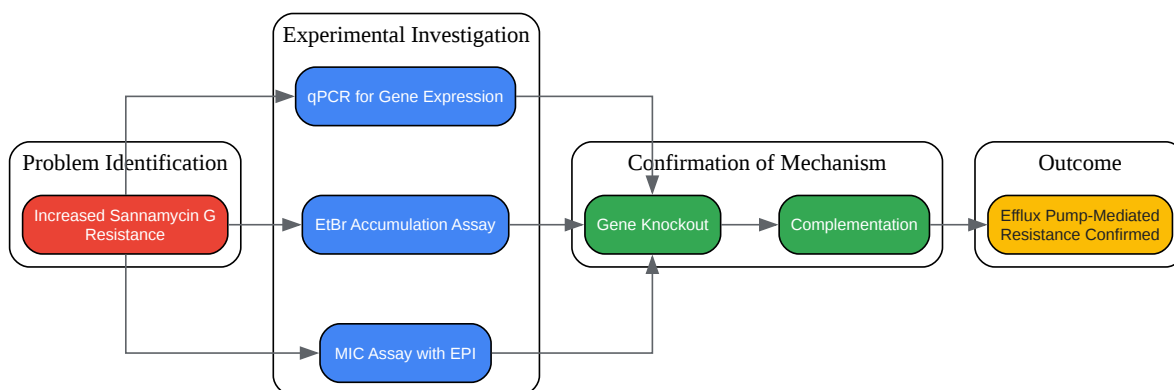 Experimental Investigation
qPCR for Gene Expression
Problem Identification
Confirmation of Mechanism
Outcome
Increased Sannamycin G
Resistance
EtBr Accumulation Assay
Gene Knockout
Complementation
Efflux Pump-Mediated
Resistance Confirmed
MIC Assay with EPI